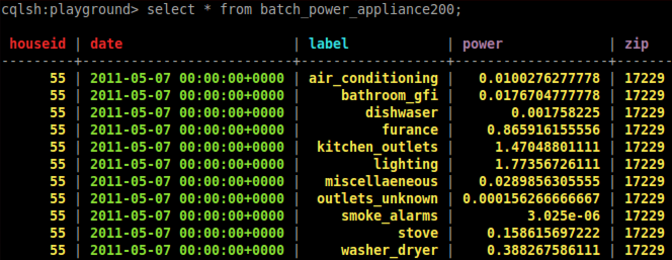 cqlsh:playground> select * from batch_power_appliance200;
houseid | date | label | power | zip
---------+--------------------------+------------------+-------------------+-------
55 | 2011-05-07 00:00:00+0000 | air_conditioning | 0.0100276277778 | 17229
55 | 2011-05-07 00:00:00+0000 | bathroom_gfi | 0.0176704777778 | 17229
55 | 2011-05-07 00:00:00+0000 | dishwaser | 0.001758225 | 17229
55 | 2011-05-07 00:00:00+0000 | furance | 0.865916155556 | 17229
55 | 2011-05-07 00:00:00+0000 | kitchen_outlets | 1.47048801111 | 17229
55 | 2011-05-07 00:00:00+0000 | lighting | 1.77356726111 | 17229
55 | 2011-05-07 00:00:00+0000 | miscellaeneous | 0.0289856305555 | 17229
55 | 2011-05-07 00:00:00+0000 | outlets_unknown | 0.000156266666667 | 17229
55 | 2011-05-07 00:00:00+0000 | smoke_alarms | 3.025e-06 | 17229
55 | 2011-05-07 00:00:00+0000 | stove | 0.158615697222 | 17229
55 | 2011-05-07 00:00:00+0000 | washer_dryer | 0.388267586111 | 17229